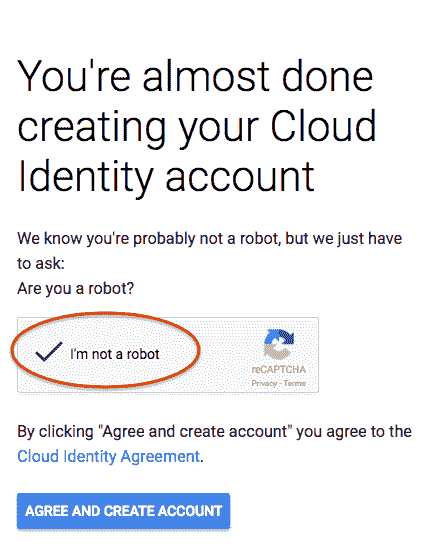 You're almost done
creating your Cloud
Identity account
We know you're probably not a robot, but we just have
to ask:
Are you a robot?
I'm not a robot
reCAPTCHA
Privacy - Terms
By clicking "Agree and create account" you agree to the
Cloud Identity Agreement.
AGREE AND CREATE ACCOUNT